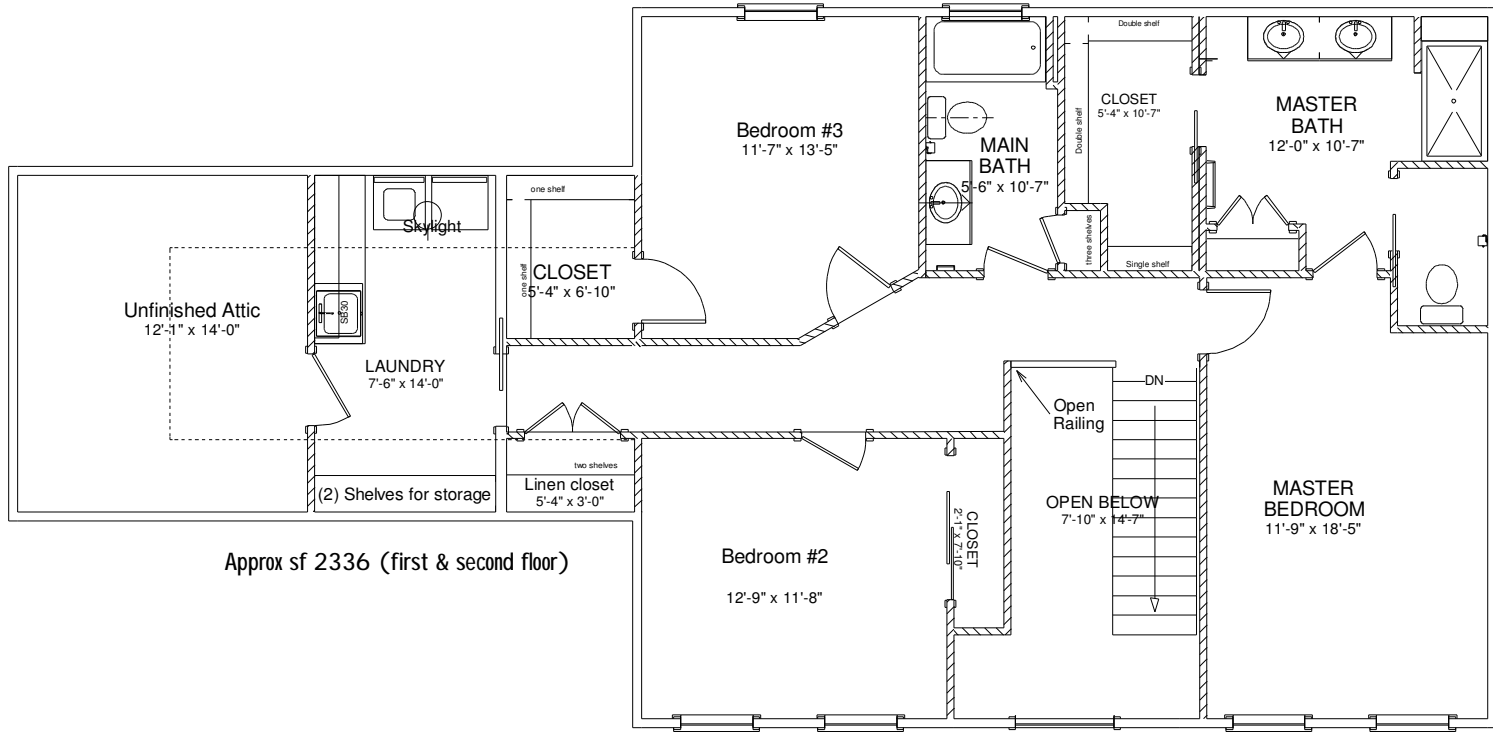 Double shelf
Bedroom #3
11'-7" x 13'-5"
MAIN
BATH
5'-6" x 10'-7"
Double shelf
CLOSET
5'-4" x 10'-7"
MASTER
BATH
12'-0" x 10'-7"
one shelf
Skylight
one shelf
CLOSET
5'-4" x 6'-10"
three shelves
Single shelf
Unfinished Attic
12'-1" x 14'-0"
SB30
LAUNDRY
7'-6" x 14'-0"
DN
Open
Railing
two shelves
(2) Shelves for storage
Linen closet
5'-4" x 3'-0"
CLOSET
2'-1" x 7'-10"
OPEN BELOW
7'-10" x 14'-7"
MASTER
BEDROOM
11'-9" x 18'-5"
Bedroom #2
12'-9" x 11'-8"
Approx sf 2336 (first & second floor)